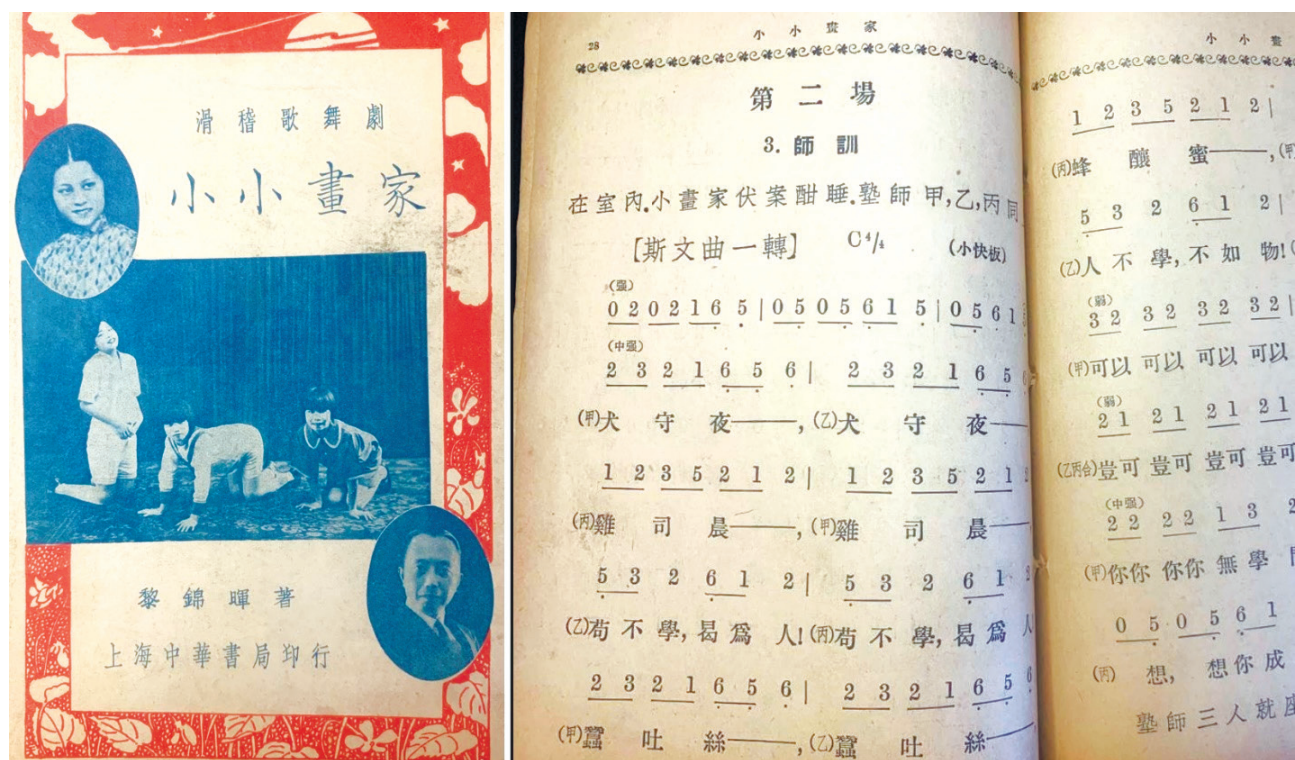 滑稽歌舞劇
小小畫家
黎錦暉著
上海中華書局印行
28
小小畫家
第二場
3. 師訓
在室內.小畫家伏案酣睡.塾師甲,乙,丙同
[斯文曲一轉] C4/4 (小快板)
(强)
0 2 0 2 1 6 5 | 0 5 0 5 6 1 5 | 0 5 6 1
(中强)
2 3 2 1 6 5 6 | 2 3 2 1 6 5 6
(甲)犬守夜——, (乙)犬守夜——
1 2 3 5 2 1 2 | 1 2 3 5 2 1 2
(丙)雞司晨——, (甲)雞司晨——
5 3 2 6 1 2 | 5 3 2 6 1 2
(乙)苟不學,曷爲人! (丙)苟不學,曷爲人
2 3 2 1 6 5 6 | 2 3 2 1 6 5 6
(甲)蠶吐絲——, (乙)蠶吐絲——
小小畫
1 2 3 5 2 1 2 |
(丙)蜂釀蜜——, (甲)
5 3 2 6 1 2 |
(乙)人不學,不如物!(
(弱)
3 2 3 2 3 2 3 2 |
(甲)可以 可以 可以 可以
(弱)
2 1 2 1 2 1 2 1
(乙丙合)豈可 豈可 豈可 豈可
(中强)
2 2 2 2 1 3 2
(甲)你你 你你 無學
0 5 0 5 6 1
(丙) 想, 想你成
塾師三人就座